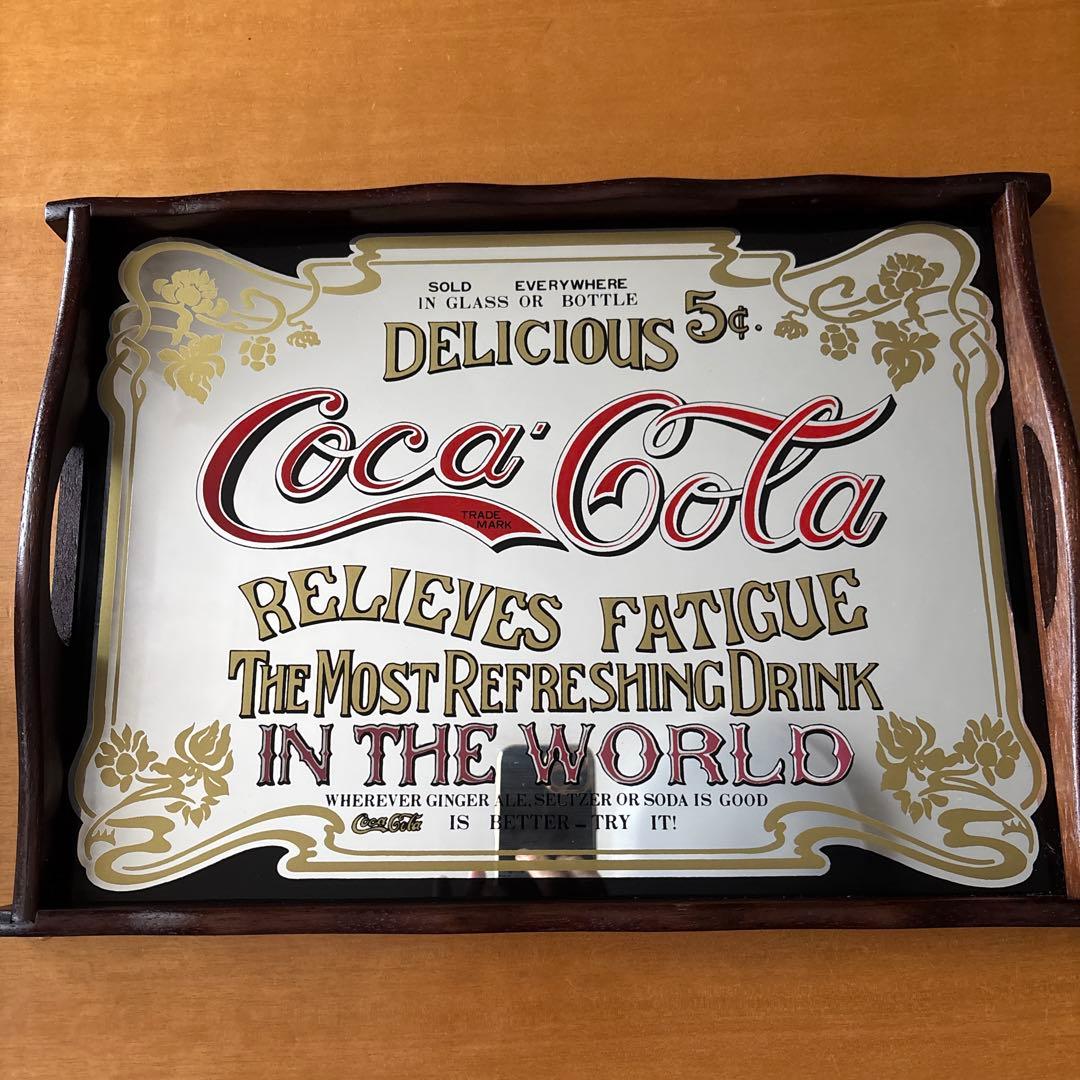 SOLD EVERYWHERE
IN GLASS OR BOTTLE
DELICIOUS 5¢.
Coca-Cola
TRADE
MARK
RELIEVES FATIGUE
THE MOST REFRESHING DRINK
IN THE WORLD
WHEREVER GINGER ALE, SELTZER OR SODA IS GOOD
Coca-Cola IS BETTER - TRY IT!